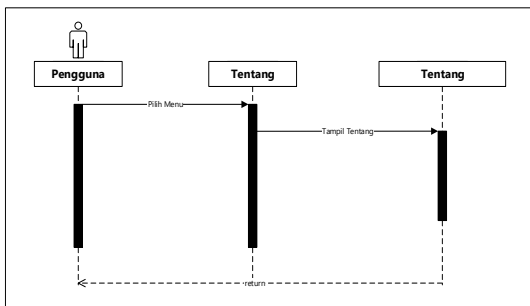 Pengguna
Tentang
Tentang
Pilih Menu
Tampil Tentang
return